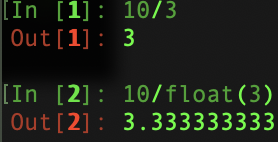 [In [1]: 10/3
Out[1]: 3
[In [2]: 10/float(3)
Out[2]: 3.333333333